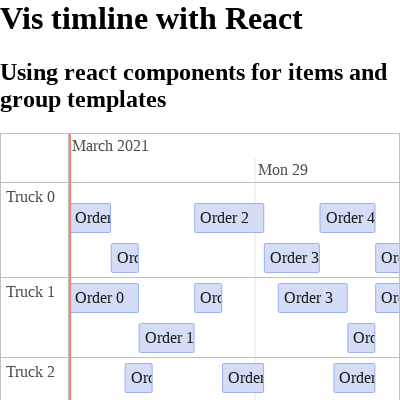 Vis timline with React
Using react components for items and
group templates
March 2021
Mon 29
Truck 0
Order
Order 2
Order 4
Ord
Order 3
Or
Truck 1
Order 0
Ord
Order 3
Or
Order 1
Ord
Truck 2
Ord
Order
Order